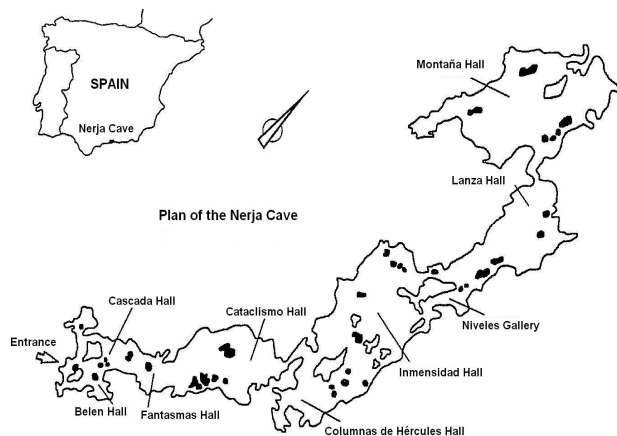 SPAIN
Nerja Cave
Montaña Hall
Lanza Hall
Plan of the Nerja Cave
Cascada Hall
Cataclismo Hall
Niveles Gallery
Entrance
Inmensidad Hall
Belen Hall
Fantasmas Hall
Columnas de Hércules Hall